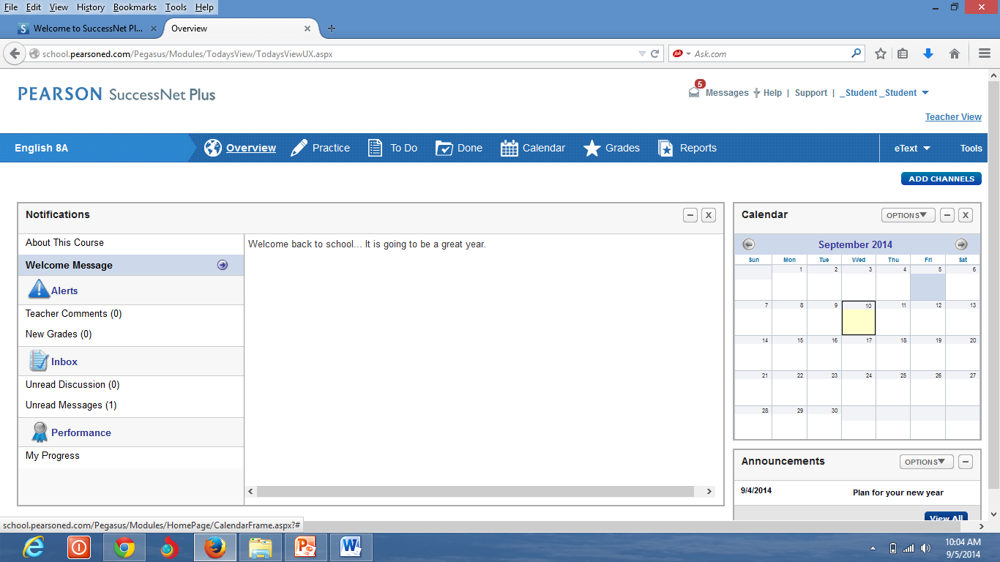 File Edit View History Bookmarks Tools Help
S Welcome to SuccessNet Pl... × Overview ×
school.pearsoned.com/Pegasus/Modules/TodaysView/TodaysViewUX.aspx Ask Ask.com
PEARSON SuccessNet Plus
5 Messages Help | Support | _Student _Student
Teacher View
English 8A Overview Practice To Do Done Calendar Grades Reports eText Tools
ADD CHANNELS
Notifications
About This Course
Welcome Message
Alerts
Teacher Comments (0)
New Grades (0)
Inbox
Unread Discussion (0)
Unread Messages (1)
Performance
My Progress
Welcome back to school... It is going to be a great year.
Calendar OPTIONS X
September 2014
Sun Mon Tue Wed Thu Fri Sat
1 2 3 4 5 6
7 8 9 10 11 12 13
14 15 16 17 18 19 20
21 22 23 24 25 26 27
28 29 30
Announcements OPTIONS
9/4/2014 Plan for your new year
View All
school.pearsoned.com/Pegasus/Modules/HomePage/CalendarFrame.aspx?#
10:04 AM
9/5/2014